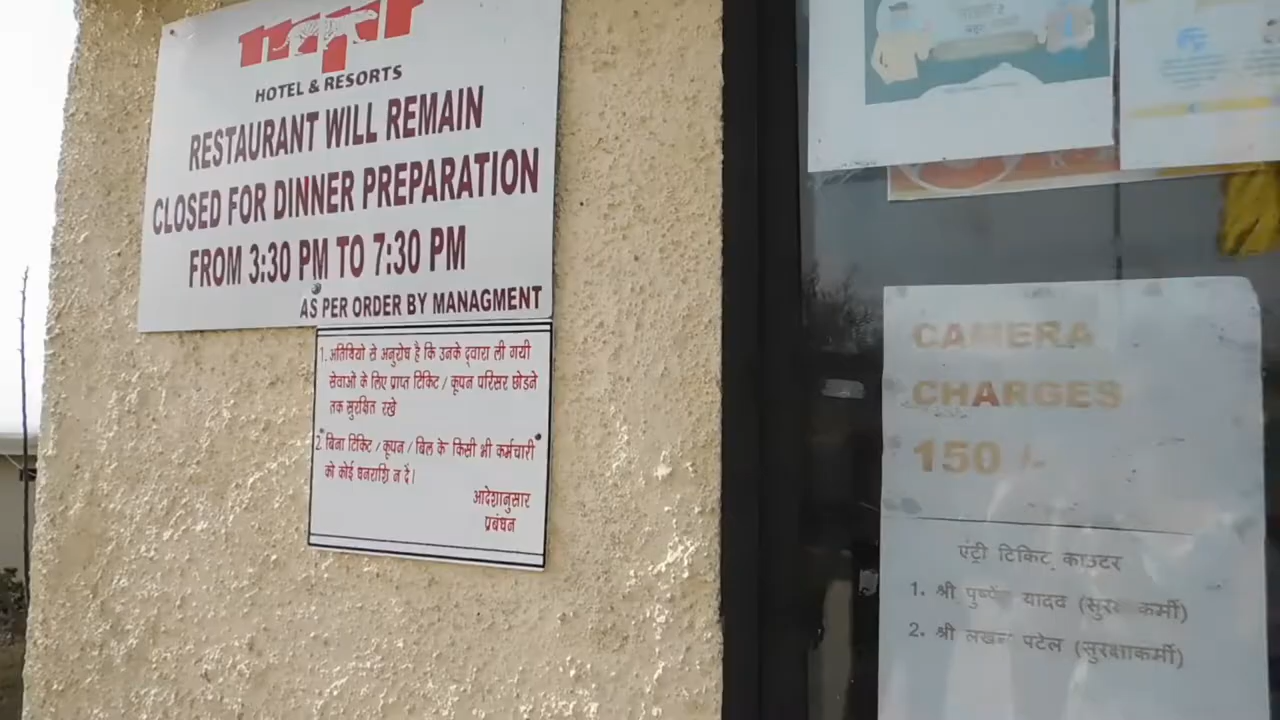 HOTEL & RESORTS
RESTAURANT WILL REMAIN
CLOSED FOR DINNER PREPARATION
FROM 3:30 PM TO 7:30 PM
AS PER ORDER BY MANAGMENT
1. अतिथियो से अनुरोध है कि उनके द्वारा ली गयी
सेवाओ के लिए प्राप्त टिकिट / कूपन परिसर छोडने
तक सुरक्षित रखे
2. बिना टिकिट / कूपन / बिल के किसी भी कर्मचारी
को कोई धनराशि न दे।
आदेशानुसार
प्रबंधन
CAMERA
CHARGES
150 /-
एंट्री टिकिट काउटर
1. श्री यादव कर्मी)
2. श्री पटेल (सुरक्षाकर्मी)